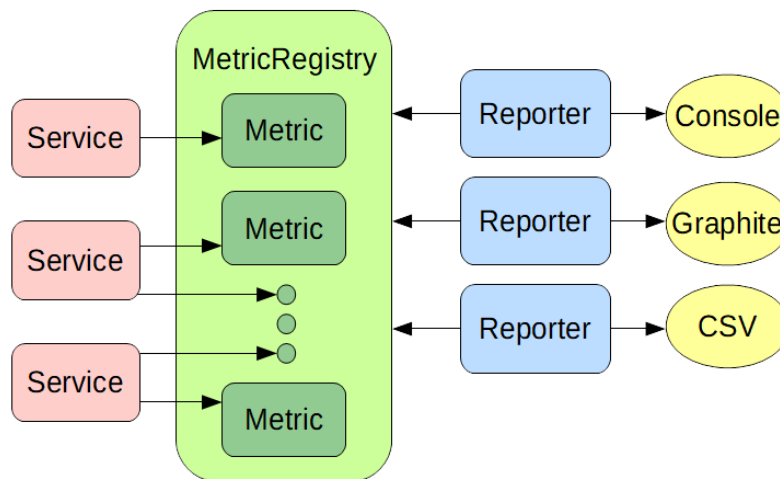 MetricRegistry
Service
Metric
Reporter
Console
Service
Metric
Reporter
Graphite
Service
Metric
Reporter
CSV